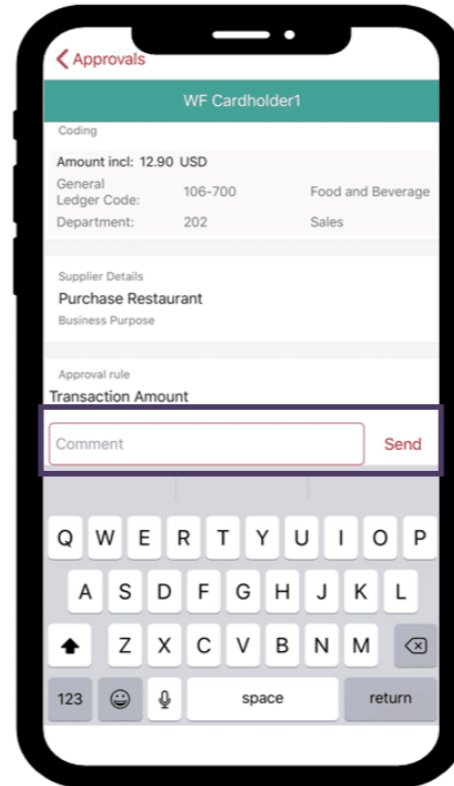 Approvals
WF Cardholder1
Coding
Amount incl: 12.90 USD
General
Ledger Code: 106-700 Food and Beverage
Department: 202 Sales
Supplier Details
Purchase Restaurant
Business Purpose
Approval rule
Transaction Amount
Comment Send
Q W E R T Y U I O P
A S D F G H J K L
Z X C V B N M
123 space return